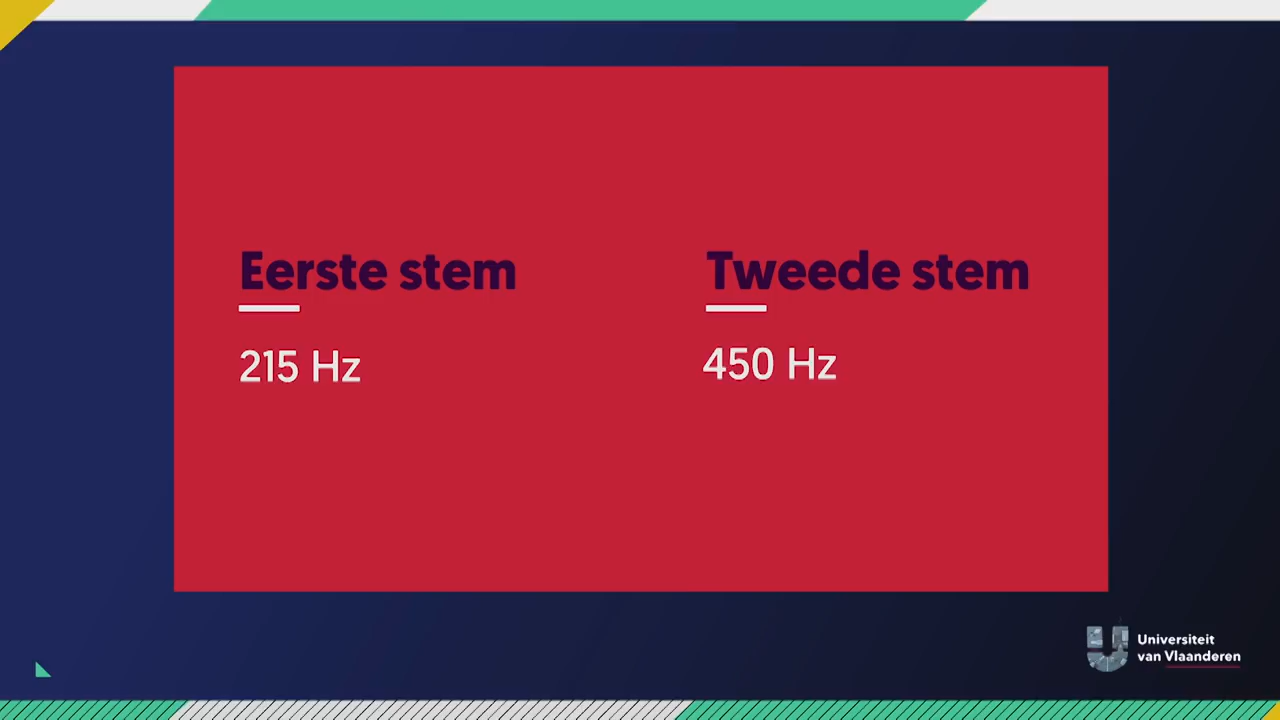 Eerste stem
215 Hz
Tweede stem
450 Hz
Universiteit
van Vlaanderen